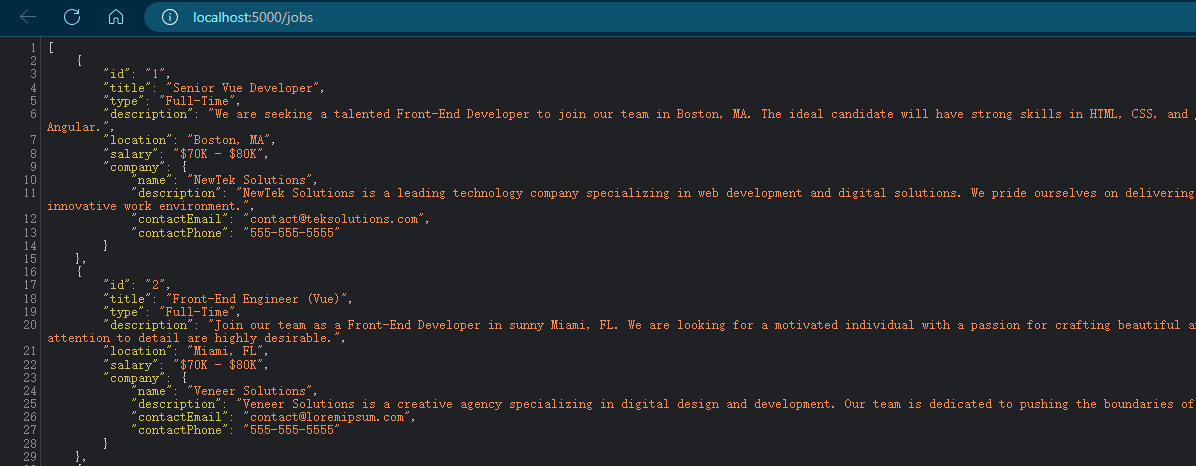 localhost:5000/jobs
1 [
2 {
3 "id": "1",
4 "title": "Senior Vue Developer",
5 "type": "Full-Time",
6 "description": "We are seeking a talented Front-End Developer to join our team in Boston, MA. The ideal candidate will have strong skills in HTML, CSS, and
Angular.",
7 "location": "Boston, MA",
8 "salary": "$70K - $80K",
9 "company": {
10 "name": "NewTek Solutions",
11 "description": "NewTek Solutions is a leading technology company specializing in web development and digital solutions. We pride ourselves on delivering
innovative work environment.",
12 "contactEmail": "contact@teksolutions.com",
13 "contactPhone": "555-555-5555"
14 }
15 },
16 {
17 "id": "2",
18 "title": "Front-End Engineer (Vue)",
19 "type": "Full-Time",
20 "description": "Join our team as a Front-End Developer in sunny Miami, FL. We are looking for a motivated individual with a passion for crafting beautiful
attention to detail are highly desirable.",
21 "location": "Miami, FL",
22 "salary": "$70K - $80K",
23 "company": {
24 "name": "Veneer Solutions",
25 "description": "Veneer Solutions is a creative agency specializing in digital design and development. Our team is dedicated to pushing the boundaries of
26 "contactEmail": "contact@loremipsum.com",
27 "contactPhone": "555-555-5555"
28 }
29 },